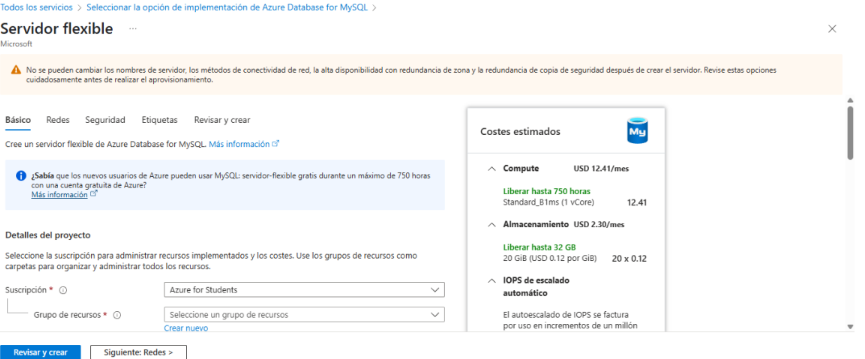 Todos los servicios > Seleccionar la opción de implementación de Azure Database for MySQL >
Servidor flexible ...
Microsoft
No se pueden cambiar los nombres de servidor, los métodos de conectividad de red, la alta disponibilidad con redundancia de zona y la redundancia de copia de seguridad después de crear el servidor. Revise estas opciones
cuidadosamente antes de realizar el aprovisionamiento.
Básico Redes Seguridad Etiquetas Revisar y crear
Cree un servidor flexible de Azure Database for MySQL. Más información
¿Sabía que los nuevos usuarios de Azure pueden usar MySQL: servidor-flexible gratis durante un máximo de 750 horas
con una cuenta gratuita de Azure?
Más información
Detalles del proyecto
Seleccione la suscripción para administrar recursos implementados y los costes. Use los grupos de recursos como
carpetas para organizar y administrar todos los recursos.
Suscripción * Azure for Students
Grupo de recursos * Seleccione un grupo de recursos
Crear nuevo
Revisar y crear Siguiente: Redes >
Costes estimados
My
Compute USD 12.41/mes
Liberar hasta 750 horas
Standard_B1ms (1 vCore) 12.41
Almacenamiento USD 2.30/mes
Liberar hasta 32 GB
20 GiB (USD 0.12 por GiB) 20 x 0.12
IOPS de escalado
automático
El autoescalado de IOPS se factura
por uso en incrementos de un millón